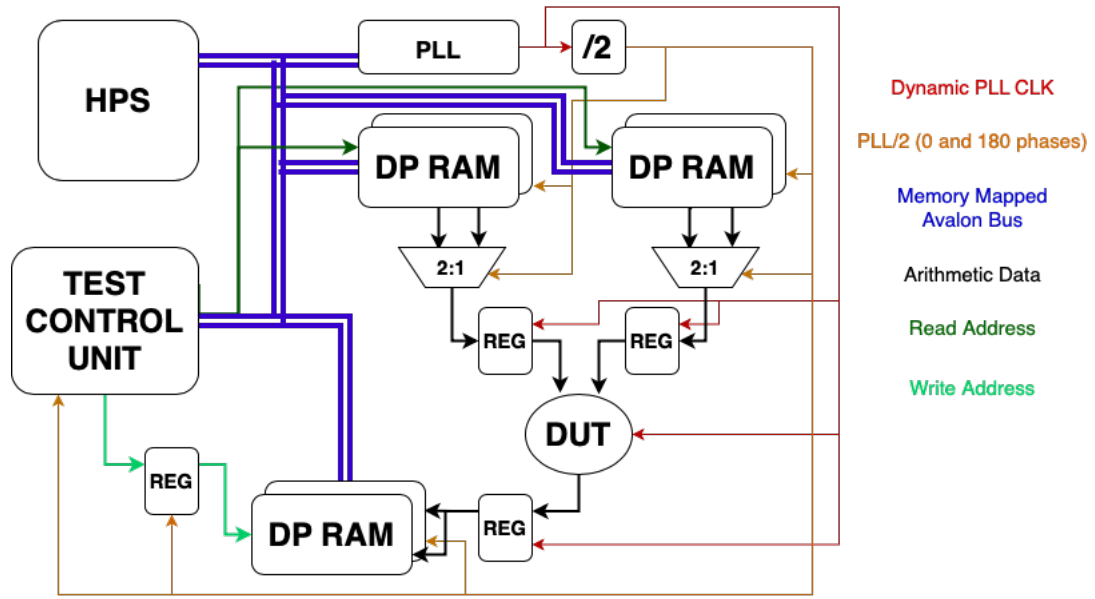 HPS
PLL
/2
Dynamic PLL CLK
PLL/2 (0 and 180 phases)
DP RAM
DP RAM
Memory Mapped
Avalon Bus
2:1
2:1
Arithmetic Data
TEST
CONTROL
UNIT
REG
REG
Read Address
Write Address
DUT
REG
DP RAM
REG